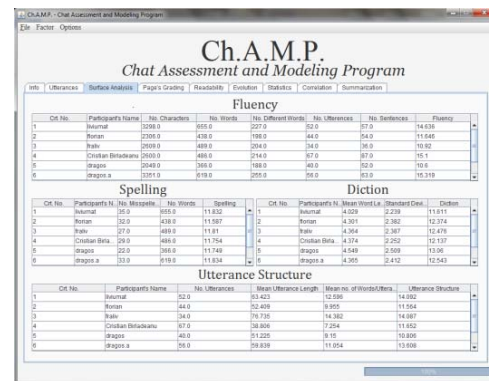 Ch.A.M.P. - Chat Assessment and Modeling Program
File Factor Options
Ch.A.M.P.
Chat Assessment and Modeling Program
Info Utterances Surface Analysis Page's Grading Readability Evolution Statistics Correlation Summarization
Fluency
Crt. No. Participant's Name No. Characters No. Words No. Different Words No. Utterences No. Sentences Fluency
1 liviumat 3298.0 655.0 227.0 52.0 57.0 14.636
2 florian 2306.0 438.0 198.0 44.0 54.0 11.646
3 fraliv 2609.0 489.0 204.0 34.0 36.0 10.92
4 Cristian Birladeanu 2600.0 486.0 214.0 67.0 87.0 15.1
5 dragos 2049.0 366.0 188.0 40.0 52.0 10.6
6 dragos.a 3351.0 619.0 255.0 56.0 63.0 15.319
Spelling
Crt. No. Participant's N... No. Misspelle... No. Words Spelling
1 liviumat 35.0 655.0 11.832
2 florian 32.0 438.0 11.587
3 fraliv 27.0 489.0 11.81
4 Cristian Birla... 29.0 486.0 11.754
5 dragos 22.0 366.0 11.749
6 dragos.a 33.0 619.0 11.834
Diction
Crt. No. Participant's N... Mean Word Le... Standard Devi... Diction
1 liviumat 4.029 2.239 11.811
2 florian 4.301 2.382 12.374
3 fraliv 4.364 2.387 12.476
4 Cristian Birla... 4.374 2.252 12.137
5 dragos 4.549 2.509 13.06
6 dragos.a 4.365 2.412 12.543
Utterance Structure
Crt. No. Participant's Name No. Utterances Mean Utterance Length Mean no. of Words/Uttera... Utterance Structure
1 liviumat 52.0 63.423 12.596 14.092
2 florian 44.0 52.409 9.955 11.564
3 fraliv 34.0 76.735 14.382 14.087
4 Cristian Birladeanu 67.0 38.806 7.254 11.652
5 dragos 40.0 51.225 9.15 10.806
6 dragos.a 56.0 59.839 11.054 13.608
100%